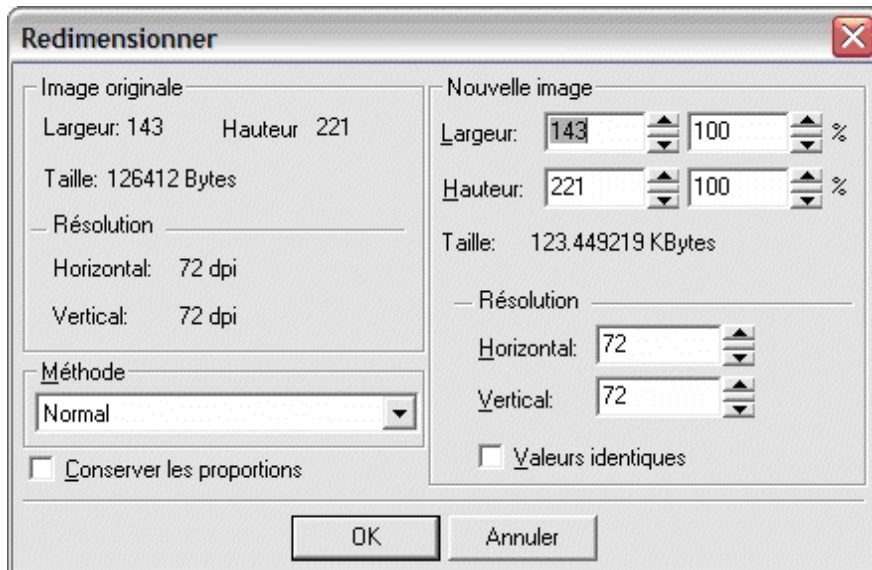 Redimensionner
Image originale
Largeur: 143 Hauteur 221
Taille: 126412 Bytes
Résolution
Horizontal: 72 dpi
Vertical: 72 dpi
Méthode
Normal
Conserver les proportions
Nouvelle image
Largeur: 143 100 %
Hauteur: 221 100 %
Taille: 123.449219 KBytes
Résolution
Horizontal: 72
Vertical: 72
Valeurs identiques
OK Annuler